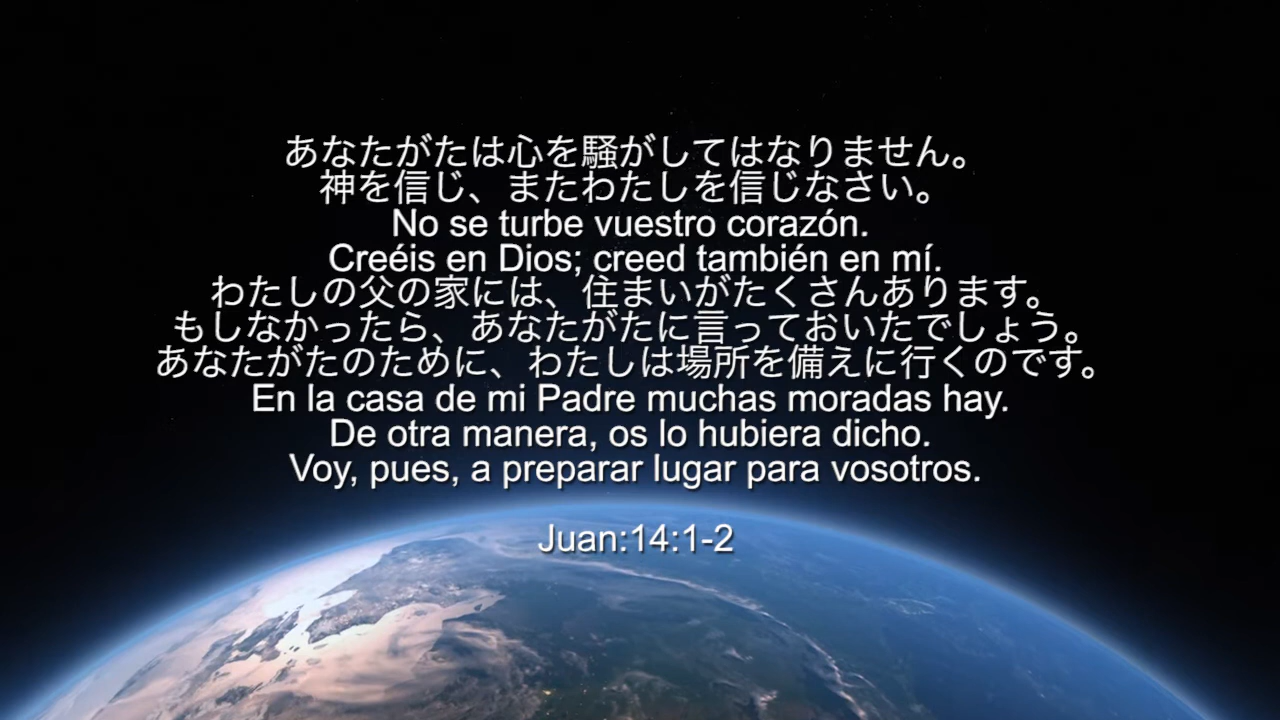 あなたがたは心を騒がしてはなりません。
神を信じ、またわたしを信じなさい。
No se turbe vuestro corazón.
Creéis en Dios; creed también en mí.
わたしの父の家には、住まいがたくさんあります。
もしなかったら、あなたがたに言っておいたでしょう。
あなたがたのために、わたしは場所を備えに行くのです。
En la casa de mi Padre muchas moradas hay.
De otra manera, os lo hubiera dicho.
Voy, pues, a preparar lugar para vosotros.
Juan:14:1-2